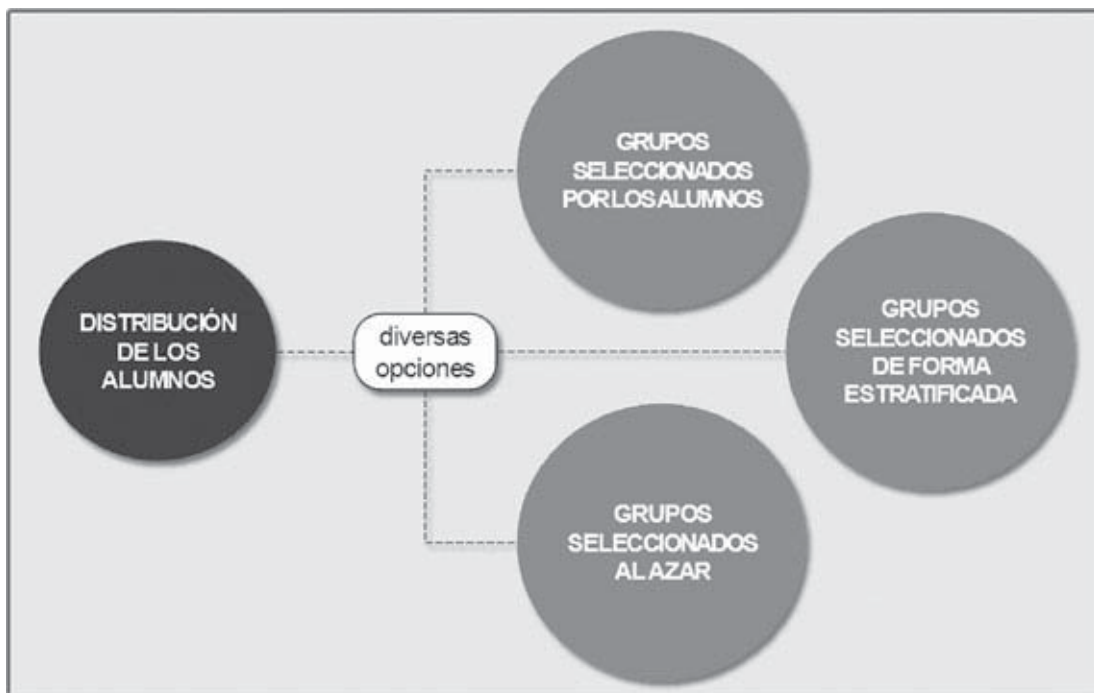 DISTRIBUCIÓN
DE LOS
ALUMNOS
diversas
opciones
GRUPOS
SELECCIONADOS
POR LOS ALUMNOS
GRUPOS
SELECCIONADOS
DE FORMA
ESTRATIFICADA
GRUPOS
SELECCIONADOS
AL AZAR